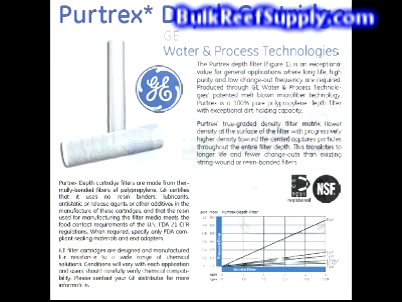 Purtrex* D
BulkReefSupply.com
GE
Water & Process Technologies
The Purtrex depth filter (Figure 1) is an exceptional
value for general applications where long life, high
purity and low change-out frequency are required.
Produced through GE Water & Process Technolo-
gies' patented melt blown microfiber technology.
Purtrex is a 100% pure polypropylene depth filter
with exceptional dirt-holding capacity.
Purtrex' true-graded density filter matrix (lower
density at the surface of the filter with progressively
higher density toward the center) captures particles
throughout the entire filter depth. This translates to
longer life and fewer change-outs than existing
string-wound or resin-bonded filters.
Purtrex Depth cartridge filters are made from ther-
mally-bonded fibers of polypropylene. GE certifies
that it uses no resin binders, lubricants,
antistatic or release agents or other additives in the
manufacture of these cartridges, and that the resin
used for manufacturing the filter media meets the
food contact requirements of the U.S. FDA 21 CFR
regulations. When required, specify only FDA com-
pliant sealing materials and end adapters.
GE filter cartridges are designed and manufactured
for resistance to a wide range of chemical
solutions. Conditions will vary with each application
and users should carefully verify chemical compatib-
ility. Please contact your GE distributor for more
information.
registered
NSF
Purtrex Depth Filter